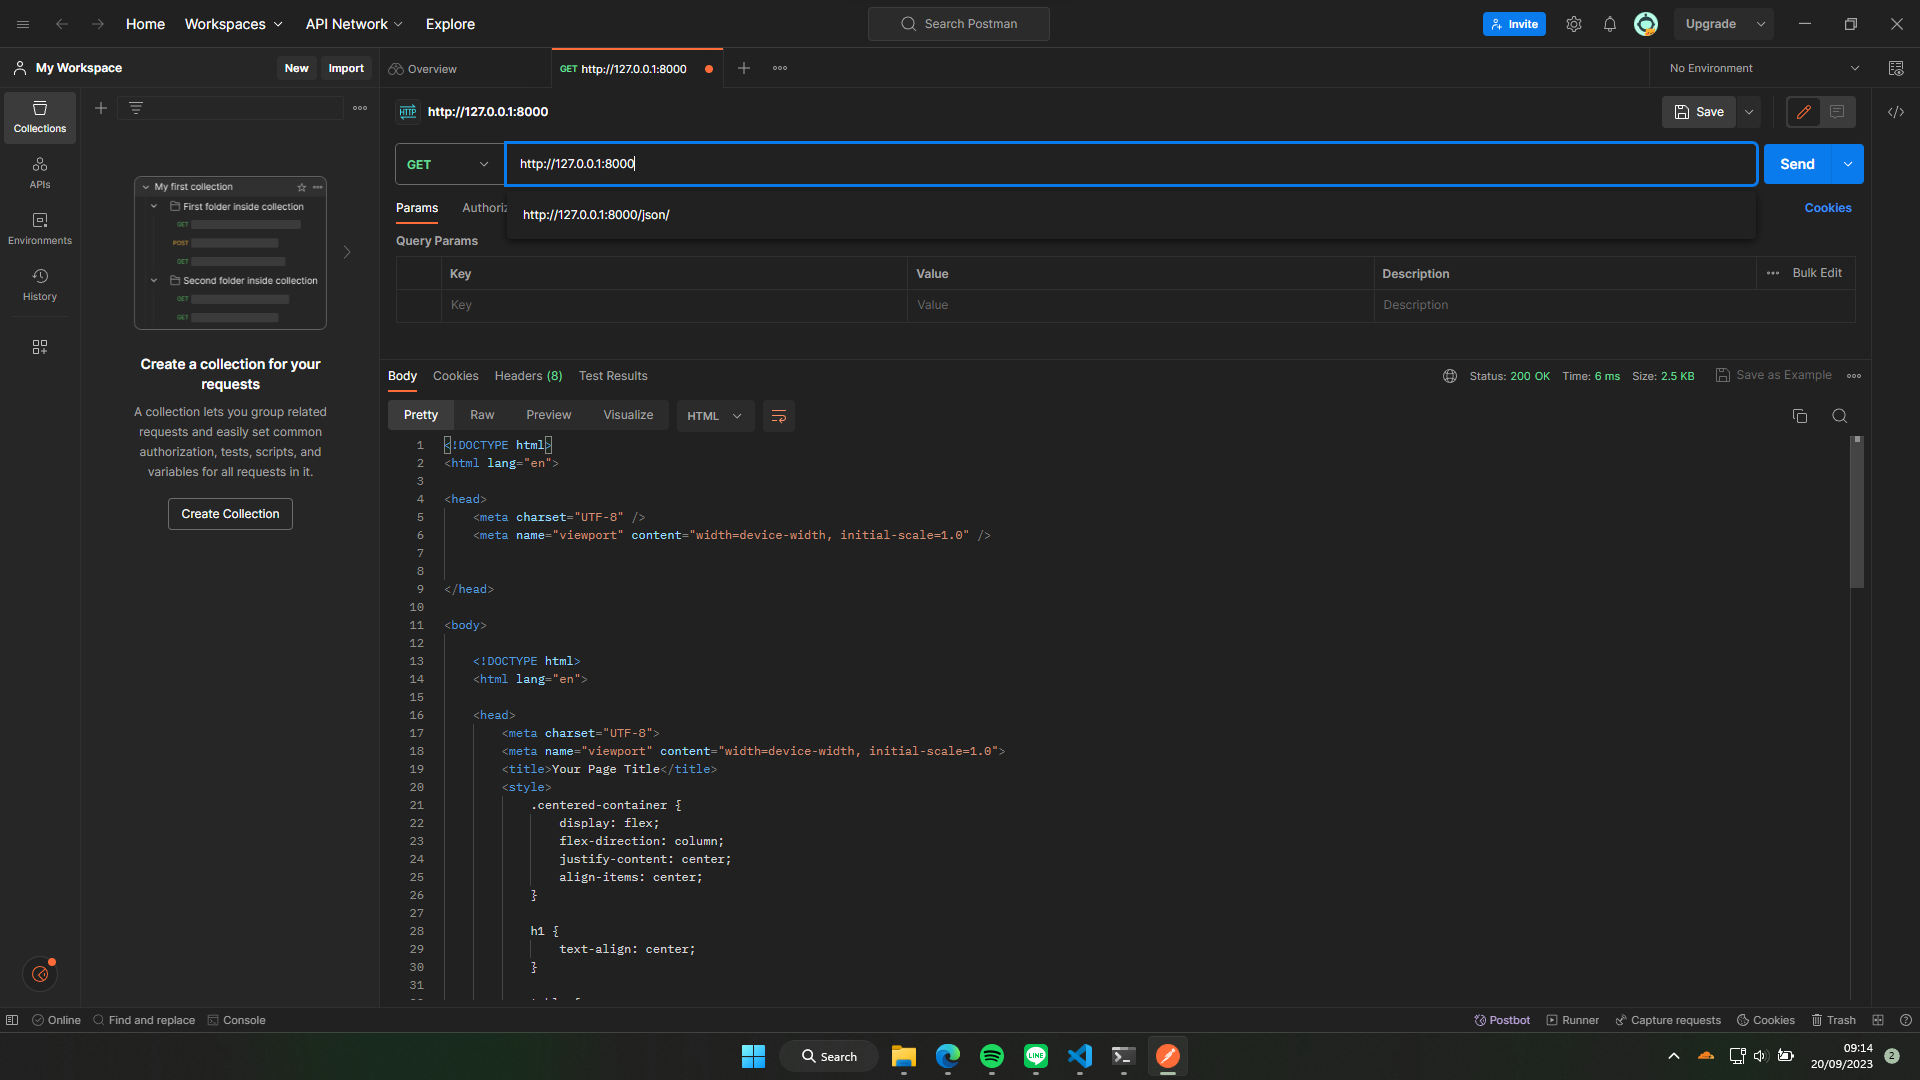 Home Workspaces API Network Explore Search Postman Invite Upgrade
My Workspace New Import Overview GET http://127.0.0.1:8000 No Environment
http://127.0.0.1:8000 Save
Collections
APIs
Environments
History
My first collection
First folder inside collection
GET
POST
GET
Second folder inside collection
GET
GET
Create a collection for your
requests
A collection lets you group related
requests and easily set common
authorization, tests, scripts, and
variables for all requests in it.
Create Collection
GET http://127.0.0.1:8000 Send
Params Authoriz http://127.0.0.1:8000/json/ Cookies
Query Params
Key Value Description Bulk Edit
Key Value Description
Body Cookies Headers (8) Test Results Status: 200 OK Time: 6 ms Size: 2.5 KB Save as Example
Pretty Raw Preview Visualize HTML
1 <!DOCTYPE html>
2 <html lang="en">
3
4 <head>
5 <meta charset="UTF-8" />
6 <meta name="viewport" content="width=device-width, initial-scale=1.0" />
7
8
9 </head>
10
11 <body>
12
13 <!DOCTYPE html>
14 <html lang="en">
15
16 <head>
17 <meta charset="UTF-8">
18 <meta name="viewport" content="width=device-width, initial-scale=1.0">
19 <title>Your Page Title</title>
20 <style>
21 .centered-container {
22 display: flex;
23 flex-direction: column;
24 justify-content: center;
25 align-items: center;
26 }
27
28 h1 {
29 text-align: center;
30 }
31
Online Find and replace Console Postbot Runner Capture requests Cookies Trash
Search LINE 09:14
20/09/2023 2